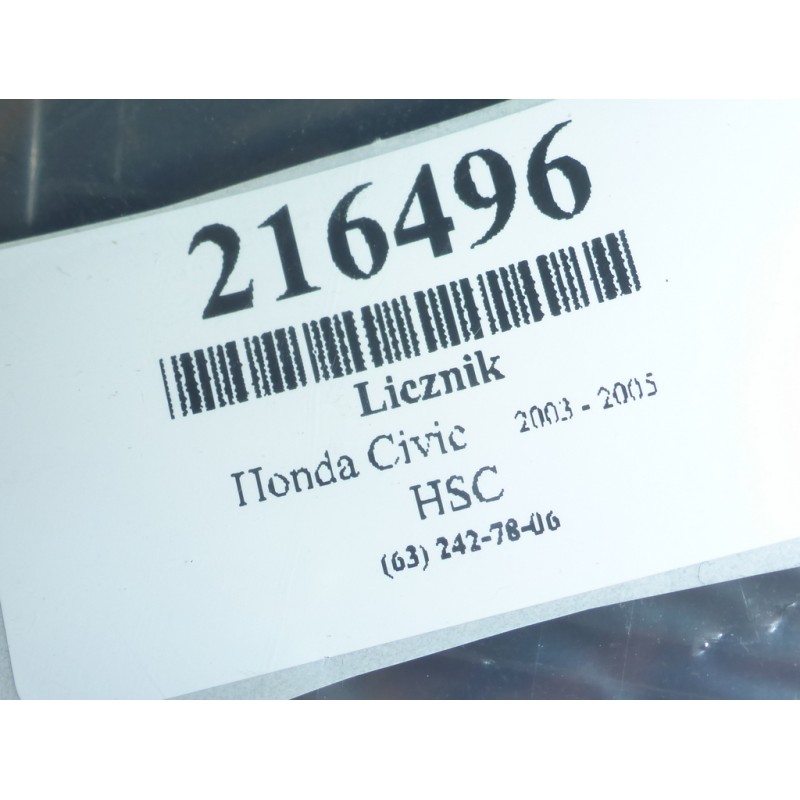 216496
Licznik
Honda Civic 2003 - 2005
HSC
(63) 242-78-06